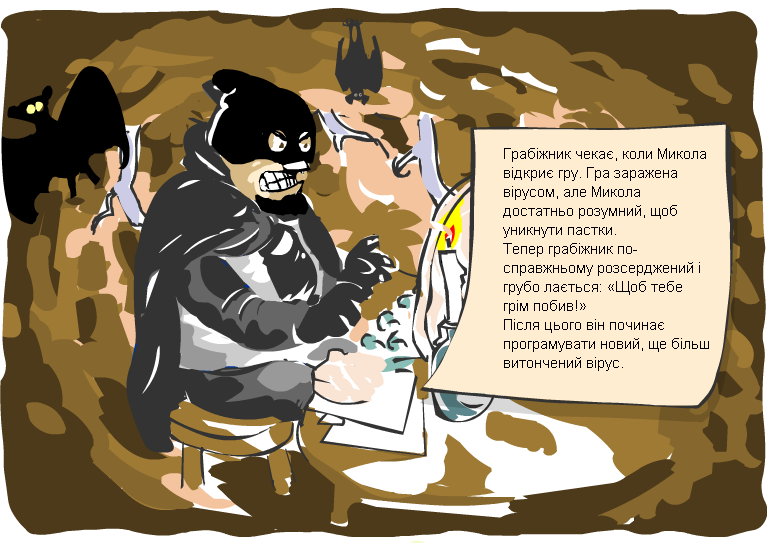 Грабіжник чекає, коли Микола
відкриє гру. Гра заражена
вірусом, але Микола
достатньо розумний, щоб
уникнути пастки.
Тепер грабіжник по-
справжньому розсерджений і
грубо лається: «Щоб тебе
грім побив!»
Після цього він починає
програмувати новий, ще більш
витончений вірус.